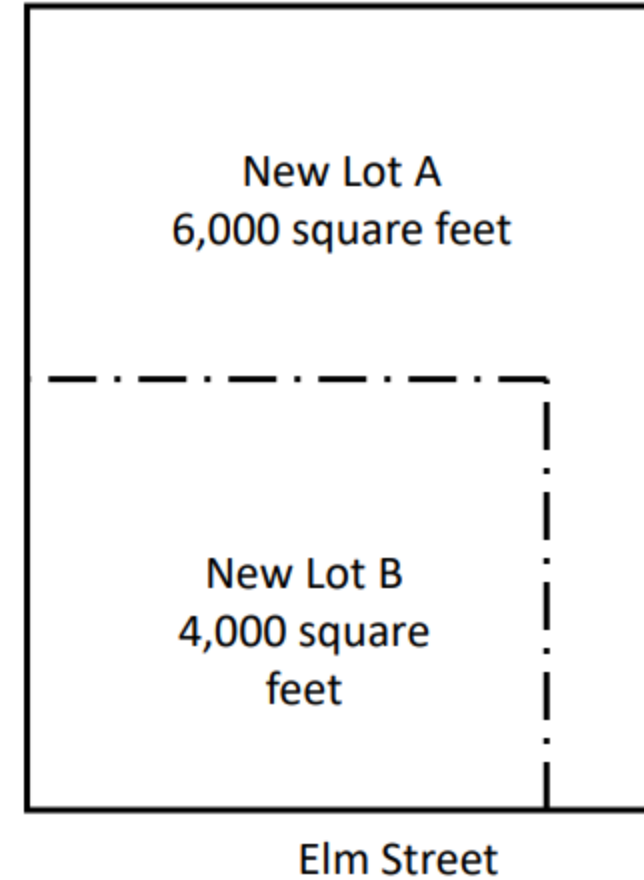 New Lot A
6,000 square feet
New Lot B
4,000 square
feet
Elm Street